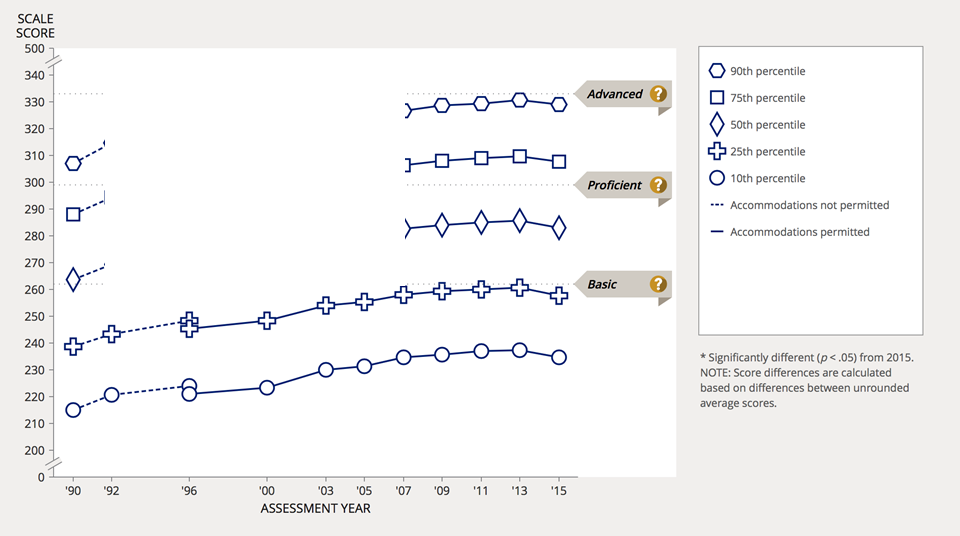 SCALE
SCORE
500
340
330
320
310
300
290
280
270
260
250
240
230
220
210
200
0
'90 '92 '96 '00 '03 '05 '07 '09 '11 '13 '15
ASSESSMENT YEAR
Advanced ?
Proficient ?
Basic ?
90th percentile
75th percentile
50th percentile
25th percentile
10th percentile
Accommodations not permitted
Accommodations permitted
* Significantly different (p < .05) from 2015.
NOTE: Score differences are calculated
based on differences between unrounded
average scores.